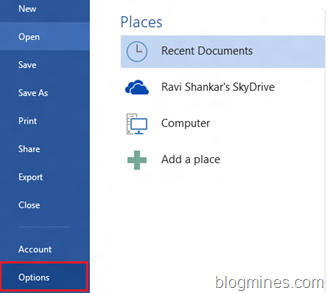 New
Open
Save
Save As
Print
Share
Export
Close
Account
Options
Places
Recent Documents
Ravi Shankar's SkyDrive
Computer
Add a place
blogmines.com